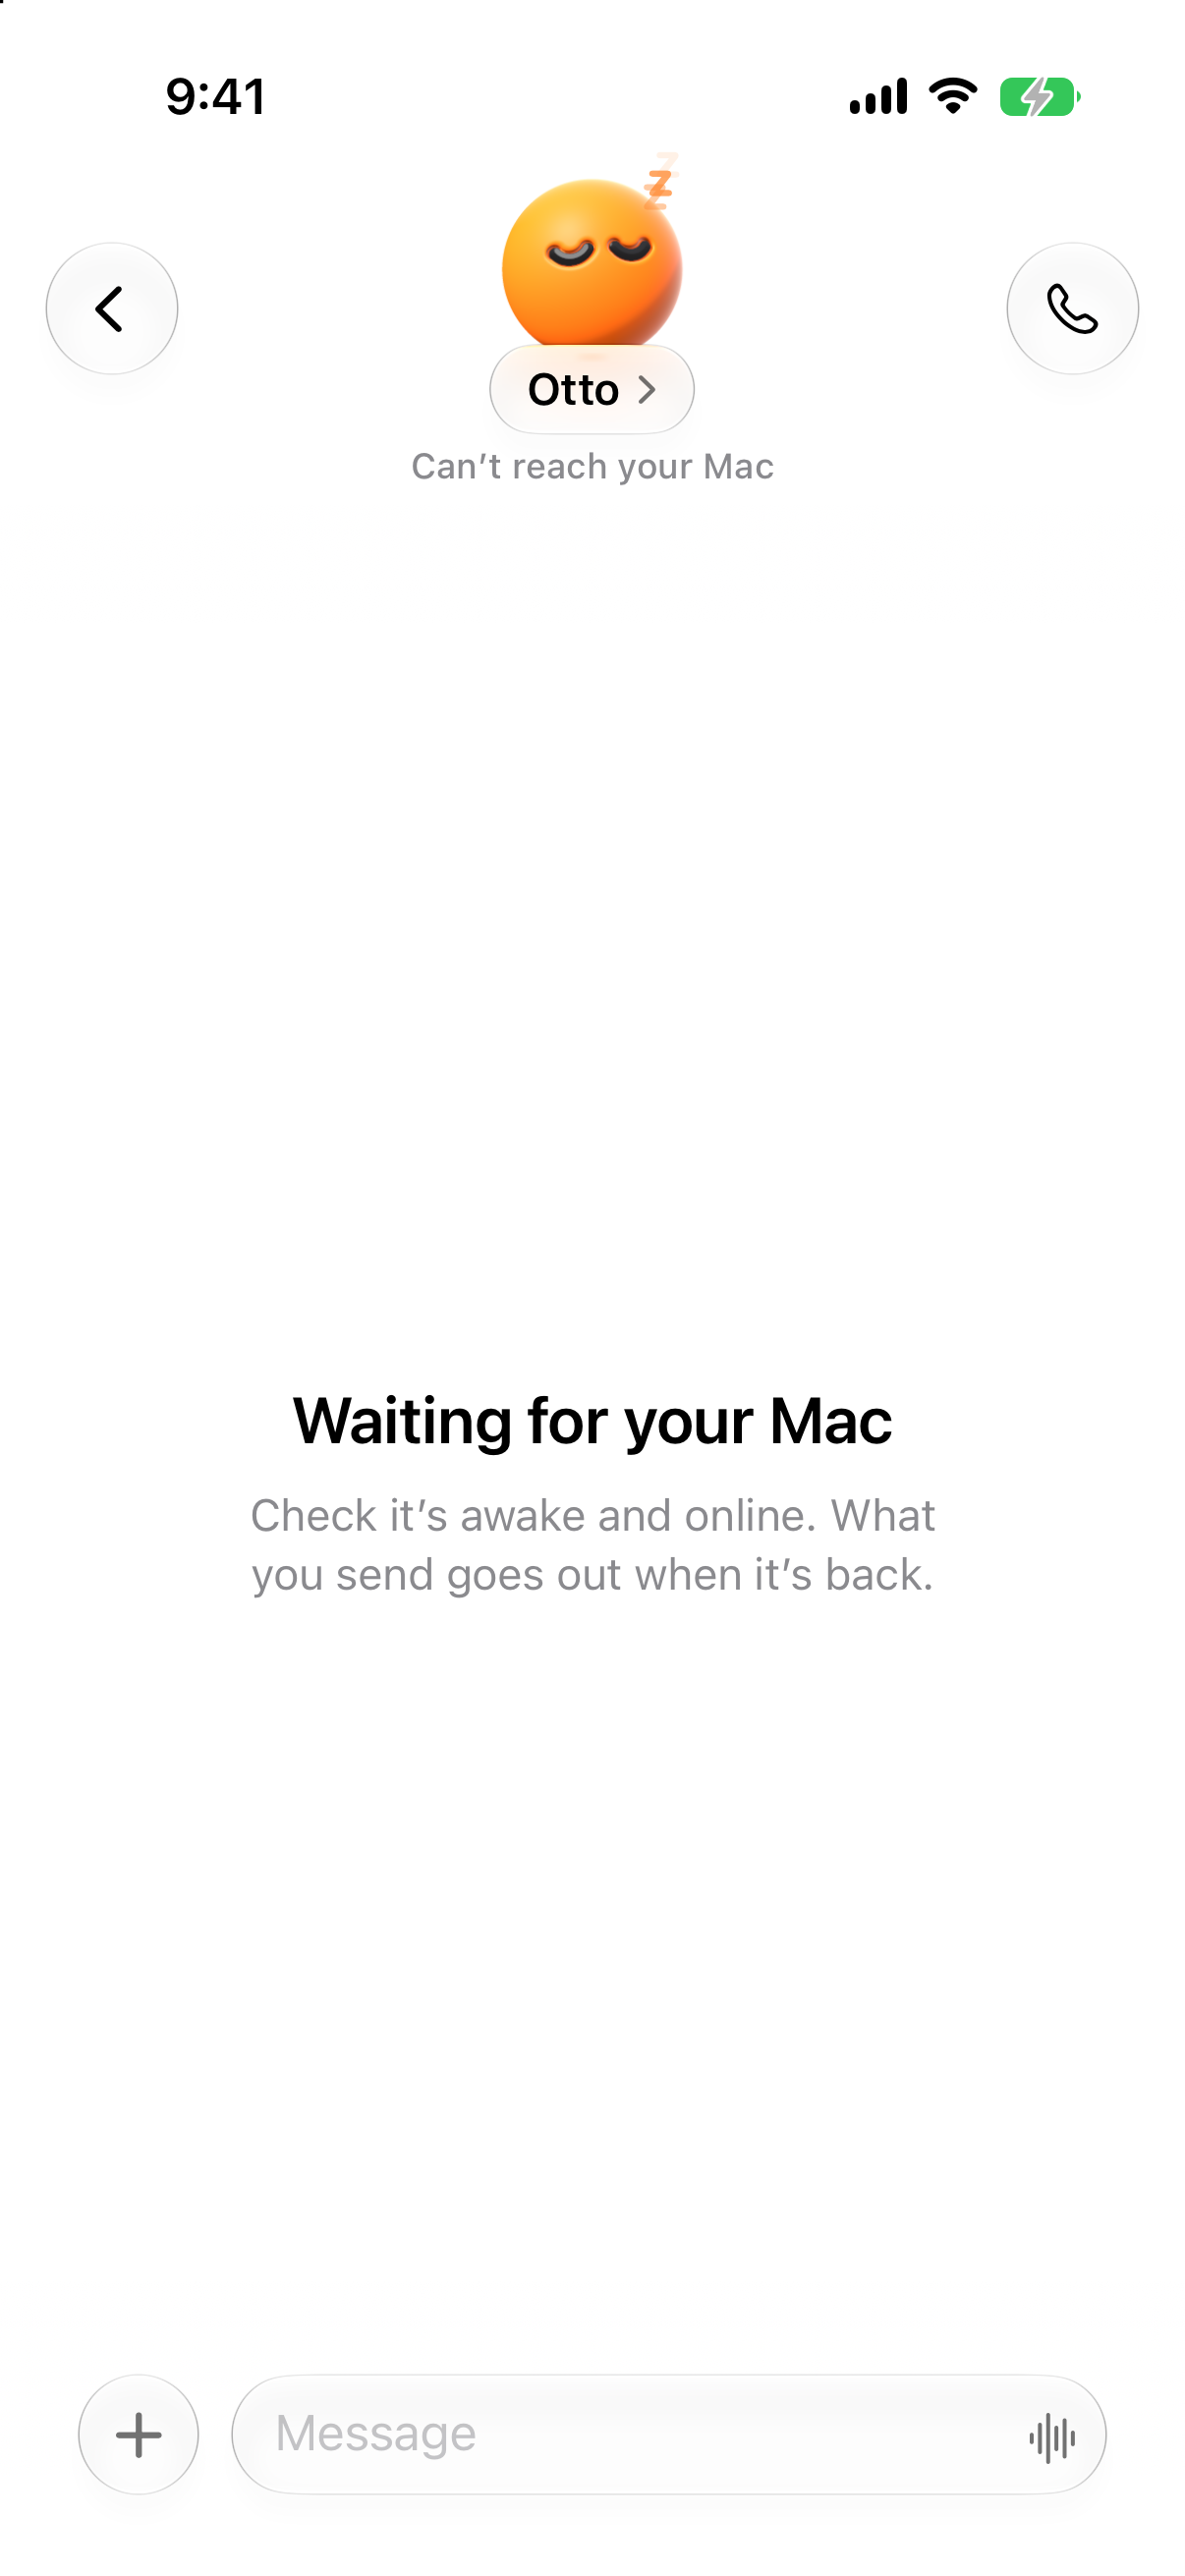 9:41
z
z
z
Otto
Can’t reach your Mac
Waiting for your Mac
Check it’s awake and online. What
you send goes out when it’s back.
Message